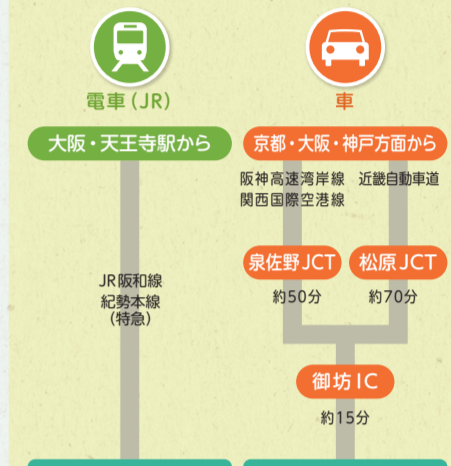 電車(JR)
大阪・天王寺駅から
JR阪和線
紀勢本線
(特急)
車
京都・大阪・神戸方面から
阪神高速湾岸線
関西国際空港線
近畿自動車道
泉佐野JCT
約50分
松原JCT
約70分
御坊IC
約15分